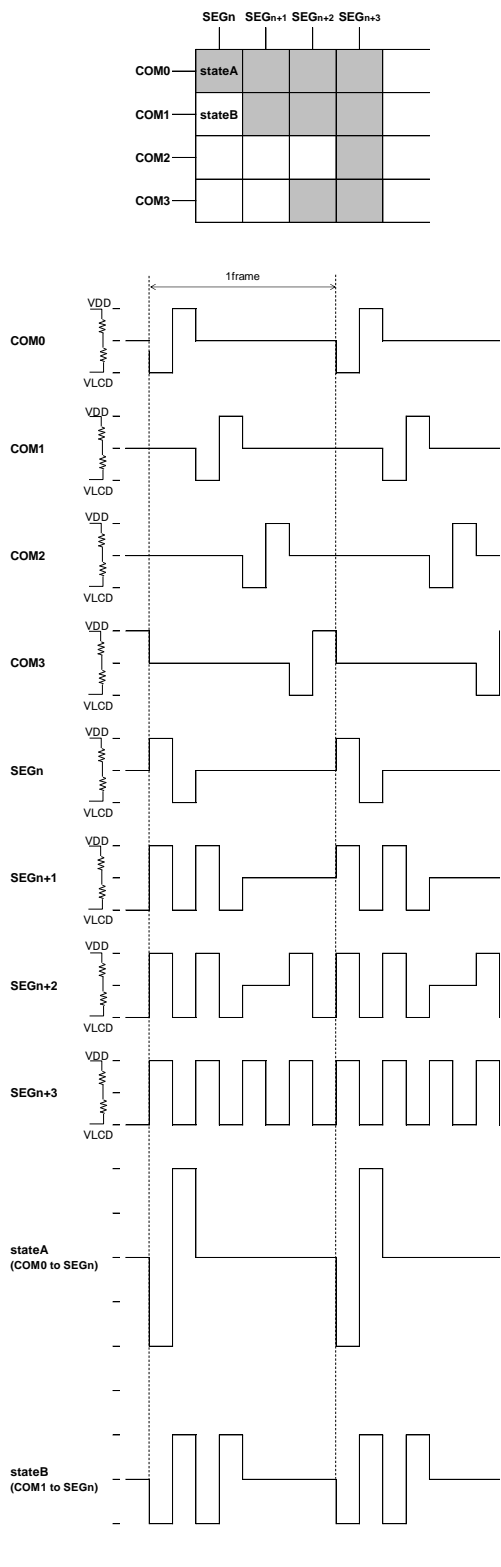 SEGn SEGn+1 SEGn+2 SEGn+3
COM0 stateA
COM1 stateB
COM2
COM3
1frame
VDD
COM0
VLCD
VDD
COM1
VLCD
VDD
COM2
VLCD
VDD
COM3
VLCD
VDD
SEGn
VLCD
VDD
SEGn+1
VLCD
VDD
SEGn+2
VLCD
VDD
SEGn+3
VLCD
stateA
(COM0 to SEGn)
stateB
(COM1 to SEGn)